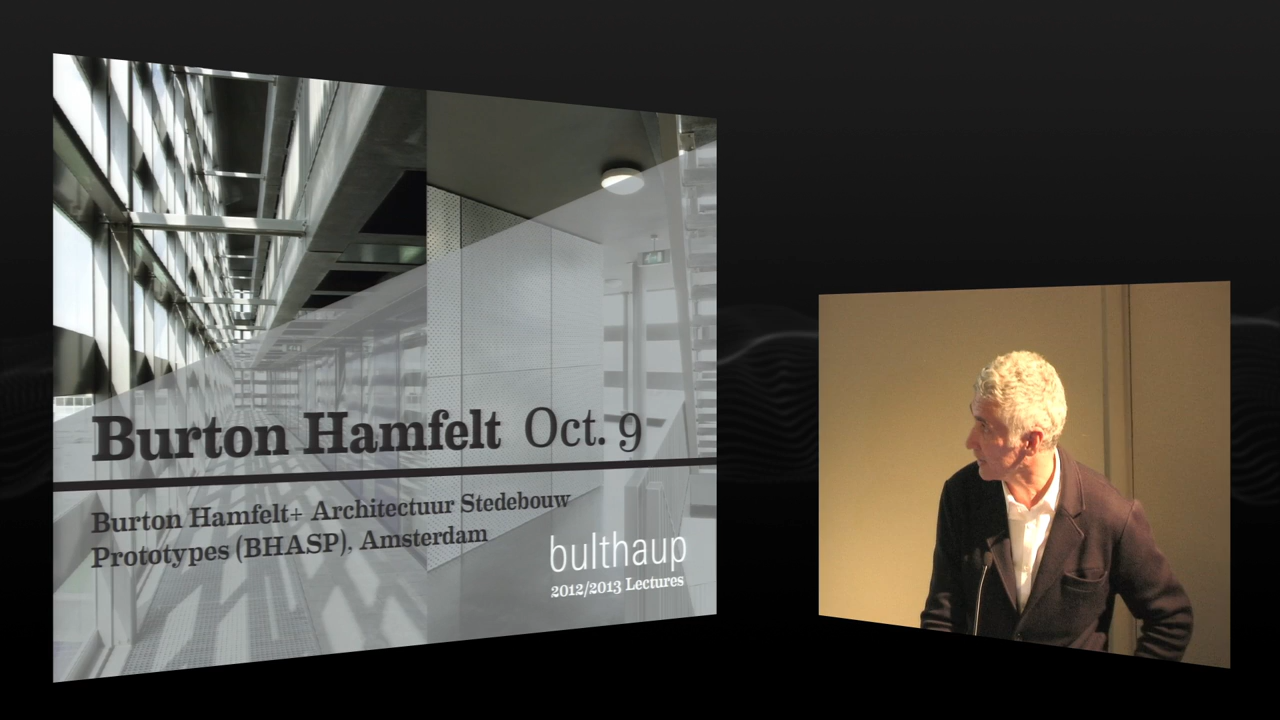 Burton Hamfelt Oct. 9
Burton Hamfelt+ Architectuur Stedebouw
Prototypes (BHASP), Amsterdam
bulthaup
2012/2013 Lectures